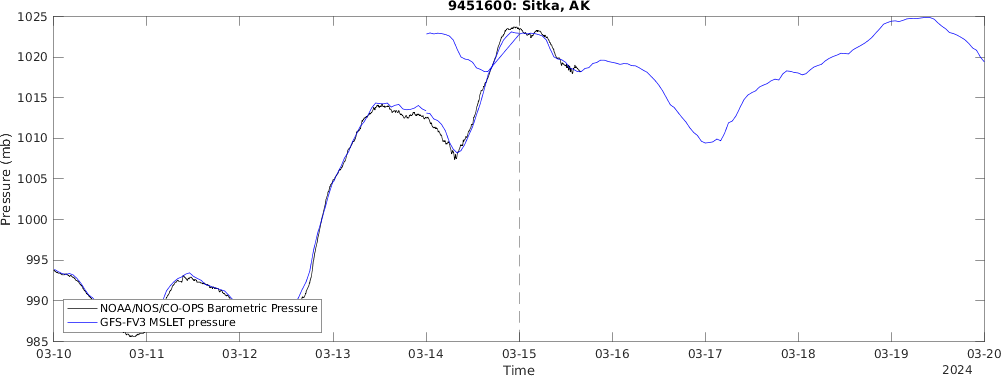 9451600: Sitka, AK
Pressure (mb)
1025
1020
1015
1010
1005
1000
995
990
985
NOAA/NOS/CO-OPS Barometric Pressure
GFS-FV3 MSLET pressure
03-10 03-11 03-12 03-13 03-14 03-15 03-16 03-17 03-18 03-19 03-20
Time
2024